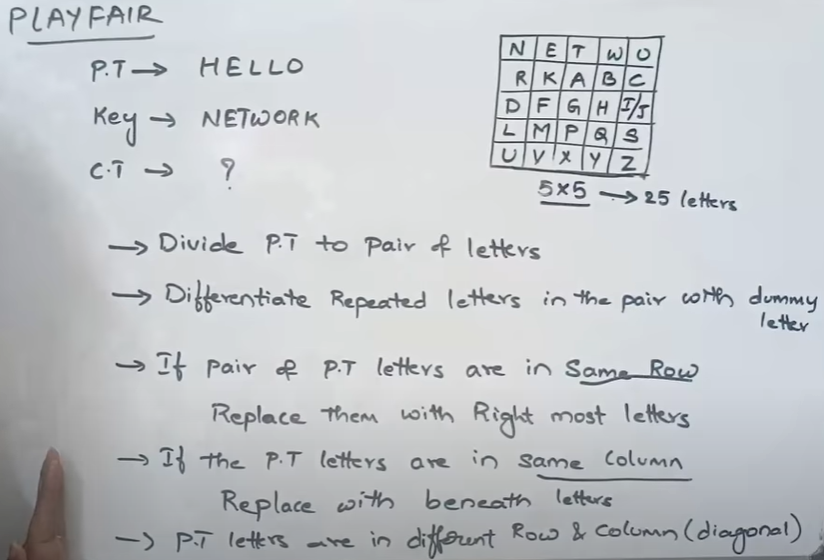 PLAYFAIR
P.T → HELLO
Key → NETWORK
C.T → ?
N E T W O
R K A B C
D F G H I/J
L M P Q S
U V X Y Z
5×5 → 25 letters
→ Divide P.T to pair of letters
→ Differentiate Repeated letters in the pair with dummy
letter
→ If pair of P.T letters are in Same Row
Replace them with Right most letters
→ If the P.T letters are in same column
Replace with beneath letters
→ P.T letters are in different Row & column (diagonal)